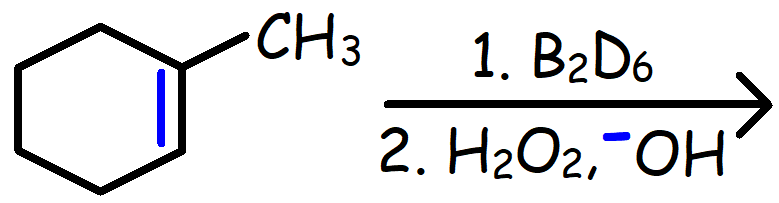 CH₃
1. B₂D₆
2. H₂O₂, ⁻OH